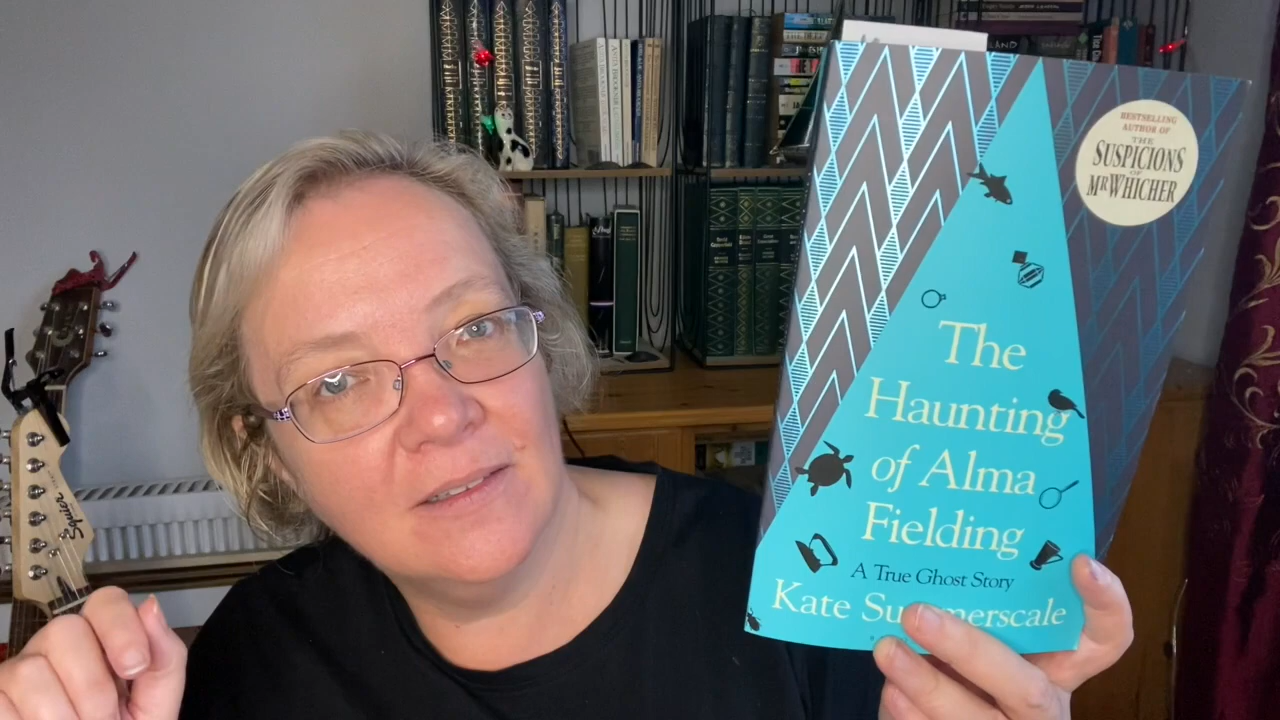 BESTSELLING
AUTHOR OF
THE
SUSPICIONS
OF
MR WHICHER
The
Haunting
of Alma
Fielding
A True Ghost Story
Kate Summerscale
Squier